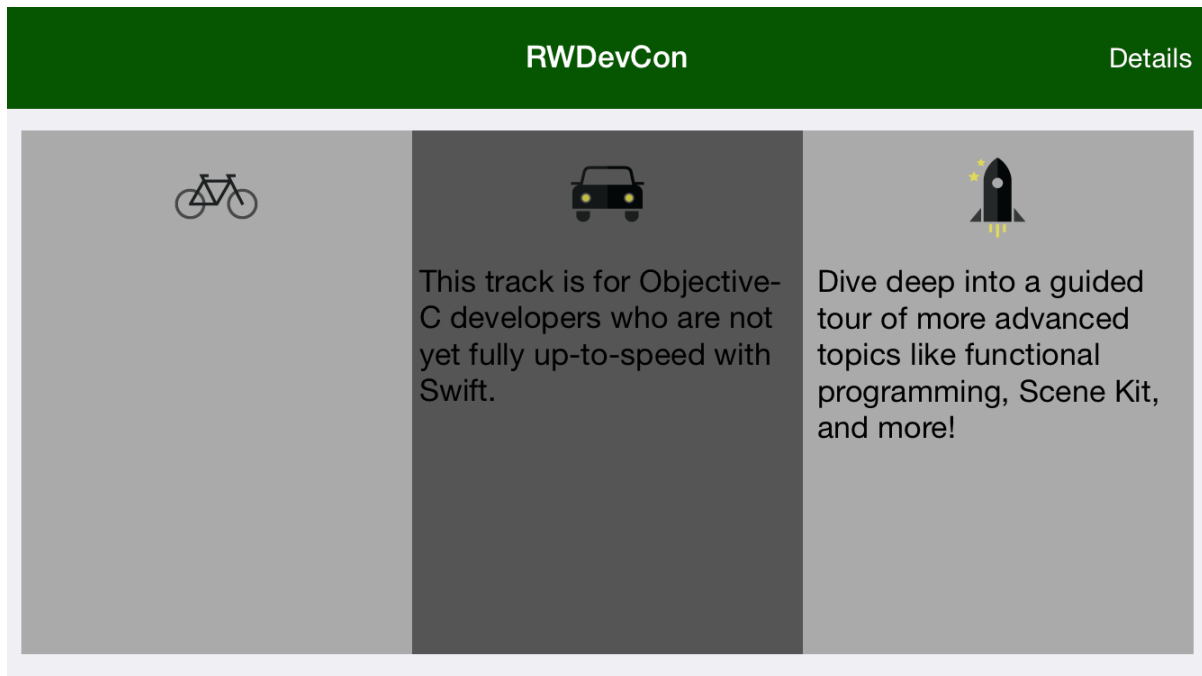 RWDevCon
Details
This track is for Objective-
C developers who are not
yet fully up-to-speed with
Swift.
Dive deep into a guided
tour of more advanced
topics like functional
programming, Scene Kit,
and more!